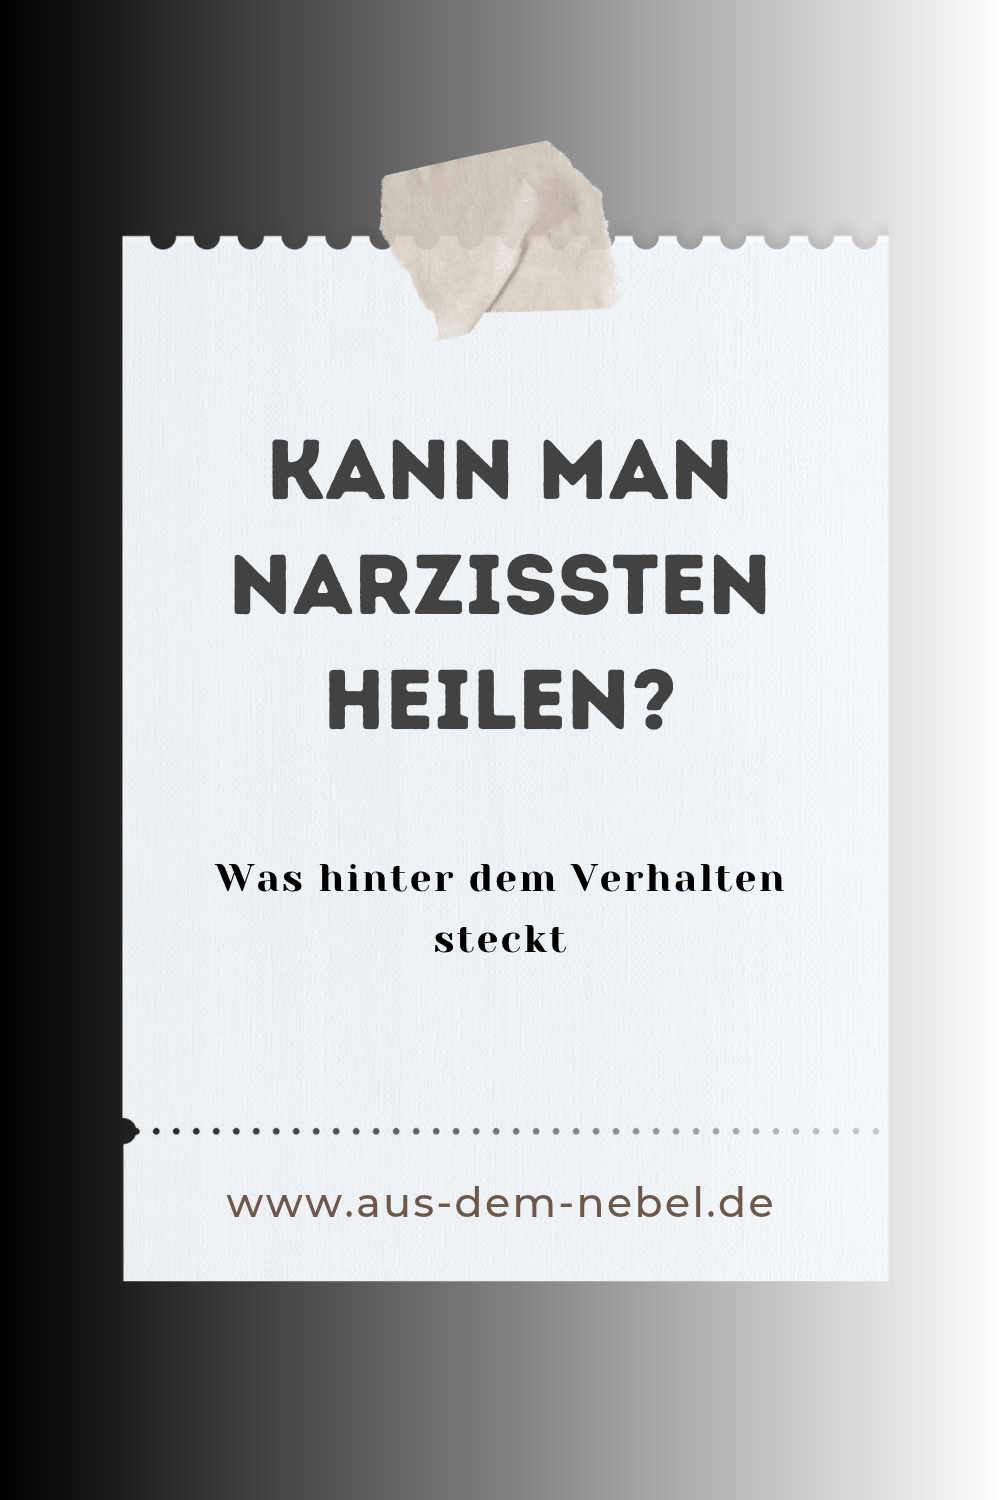 KANN MAN
NARZISSTEN
HEILEN?
Was hinter dem Verhalten
steckt
www.aus-dem-nebel.de